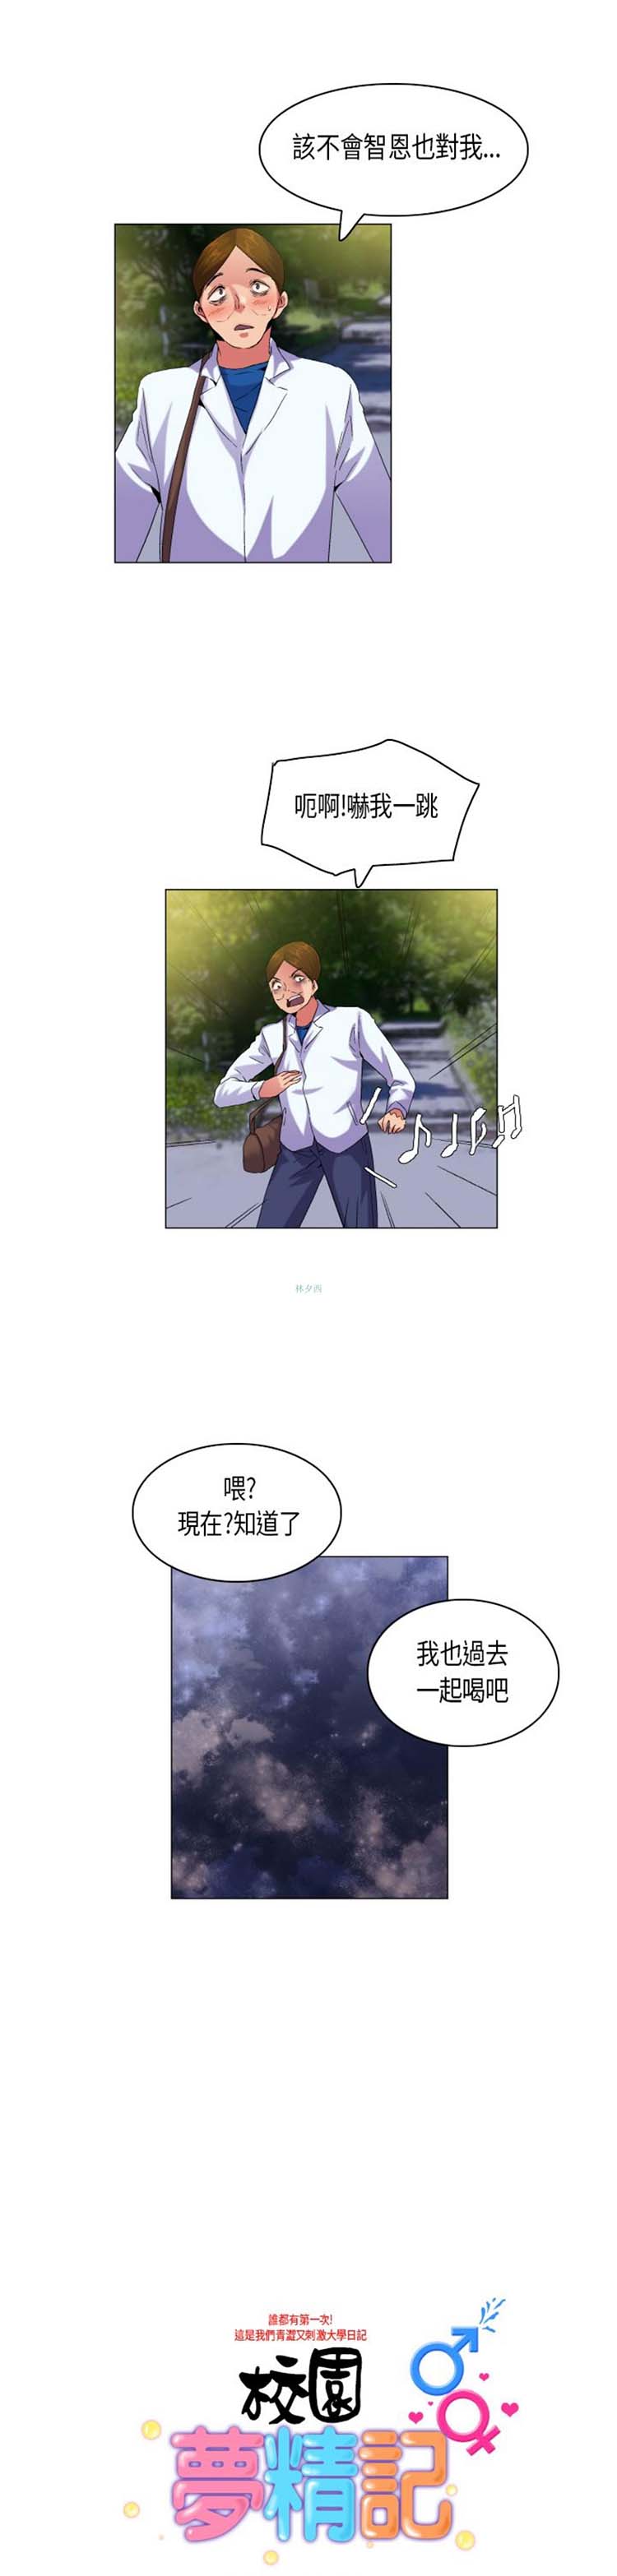 該不會智恩也對我...
呃啊!嚇我一跳
林夕西
喂?
現在?知道了
我也過去
一起喝吧
誰都有第一次!
這是我們青澀又刺激大學日記
校園
夢精記